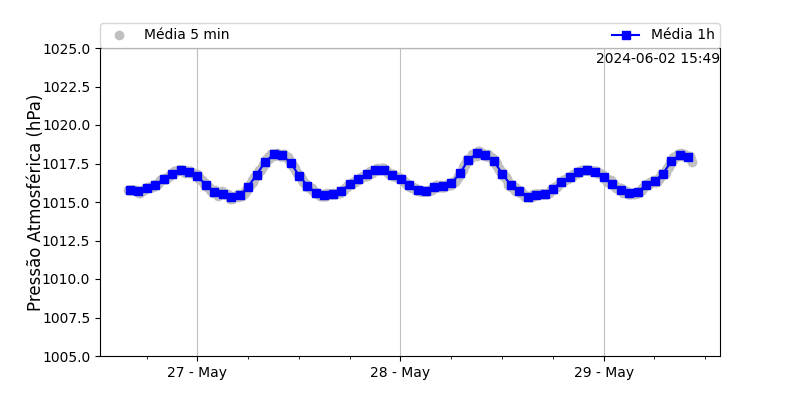 Média 5 min
Média 1h
2024-06-02 15:49
Pressão Atmosférica (hPa)
1025.0
1022.5
1020.0
1017.5
1015.0
1012.5
1010.0
1007.5
1005.0
27 - May
28 - May
29 - May